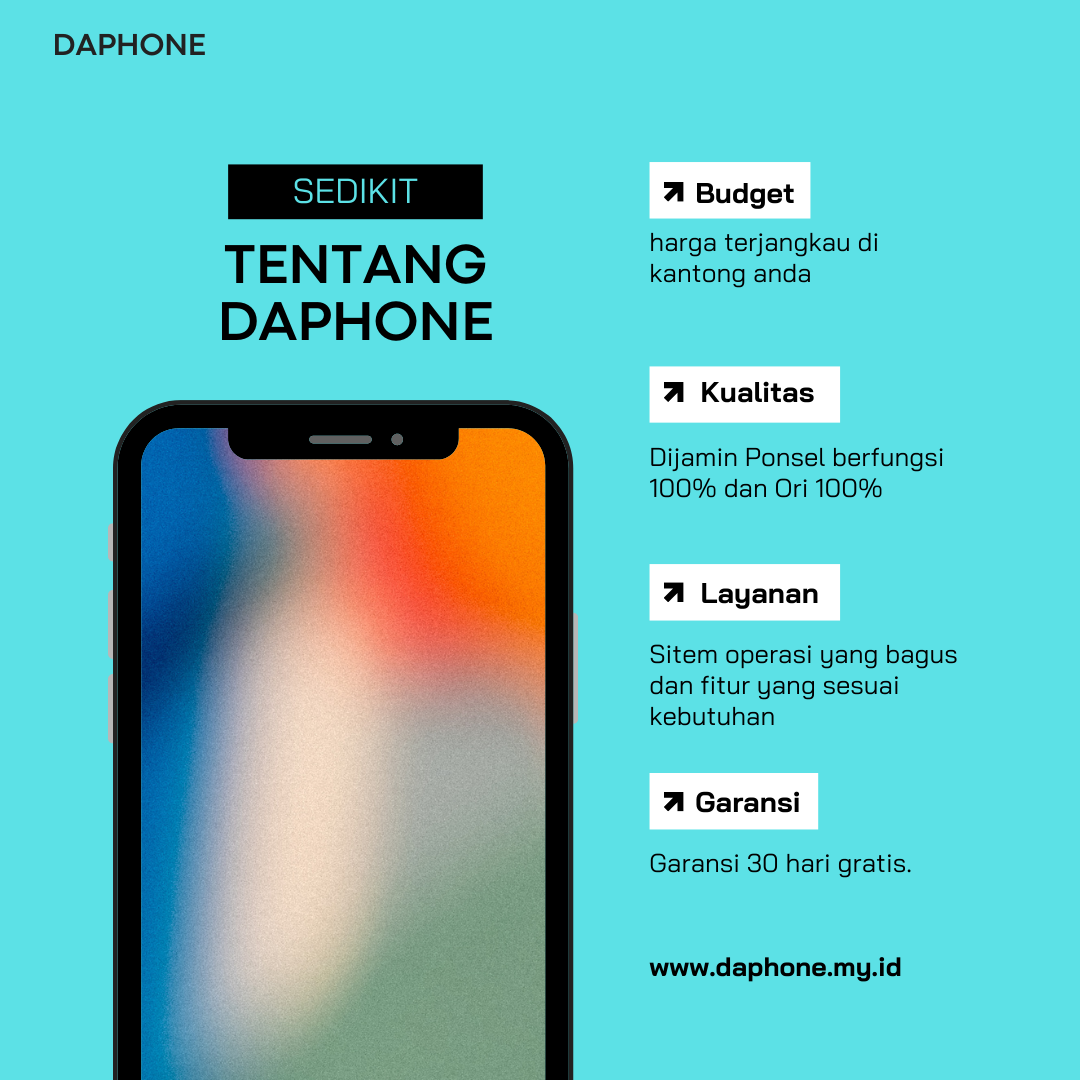 DAPHONE
SEDIKIT
TENTANG
DAPHONE
Budget
harga terjangkau di
kantong anda
Kualitas
Dijamin Ponsel berfungsi
100% dan Ori 100%
Layanan
Sitem operasi yang bagus
dan fitur yang sesuai
kebutuhan
Garansi
Garansi 30 hari gratis.
www.daphone.my.id